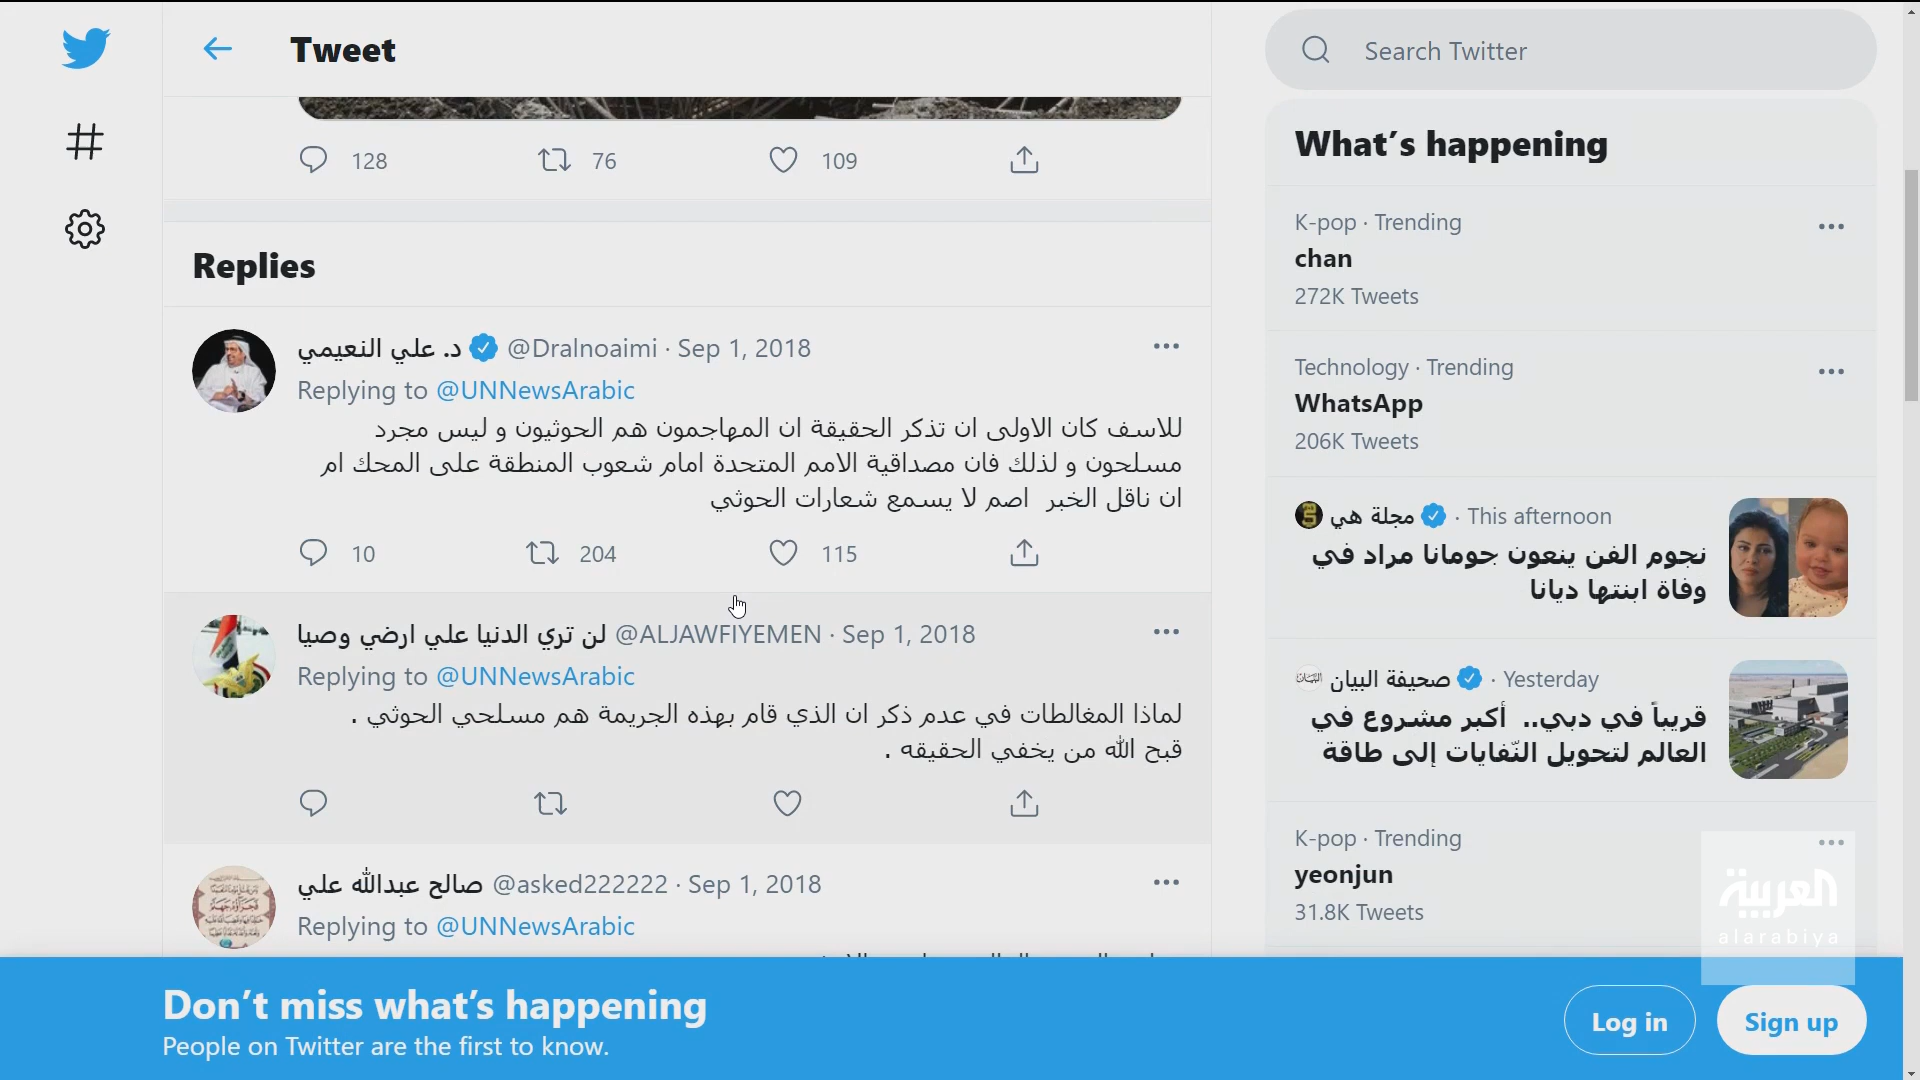 Tweet
128
76
109
Replies
د. علي النعيمي @Dralnoaimi · Sep 1, 2018
Replying to @UNNewsArabic
للاسف كان الاولى ان تذكر الحقيقة ان المهاجمون هم الحوثيون و ليس مجرد
مسلحون و لذلك فان مصداقية الامم المتحدة امام شعوب المنطقة على المحك ام
ان ناقل الخبر اصم لا يسمع شعارات الحوثي
10
204
115
لن تري الدنيا علي ارضي وصيا @ALJAWFIYEMEN · Sep 1, 2018
Replying to @UNNewsArabic
لماذا المغالطات في عدم ذكر ان الذي قام بهذه الجريمة هم مسلحي الحوثي .
قبح الله من يخفي الحقيقه .
صالح عبدالله علي @asked222222 · Sep 1, 2018
Replying to @UNNewsArabic
Search Twitter
What's happening
K-pop · Trending
chan
272K Tweets
Technology · Trending
WhatsApp
206K Tweets
مجلة هي · This afternoon
نجوم الفن ينعون جومانا مراد في
وفاة ابنتها ديانا
صحيفة البيان · Yesterday
قريباً في دبي.. أكبر مشروع في
العالم لتحويل النّفايات إلى طاقة
K-pop · Trending
yeonjun
31.8K Tweets
العربية
alarabiya
Don't miss what's happening
People on Twitter are the first to know.
Log in
Sign up